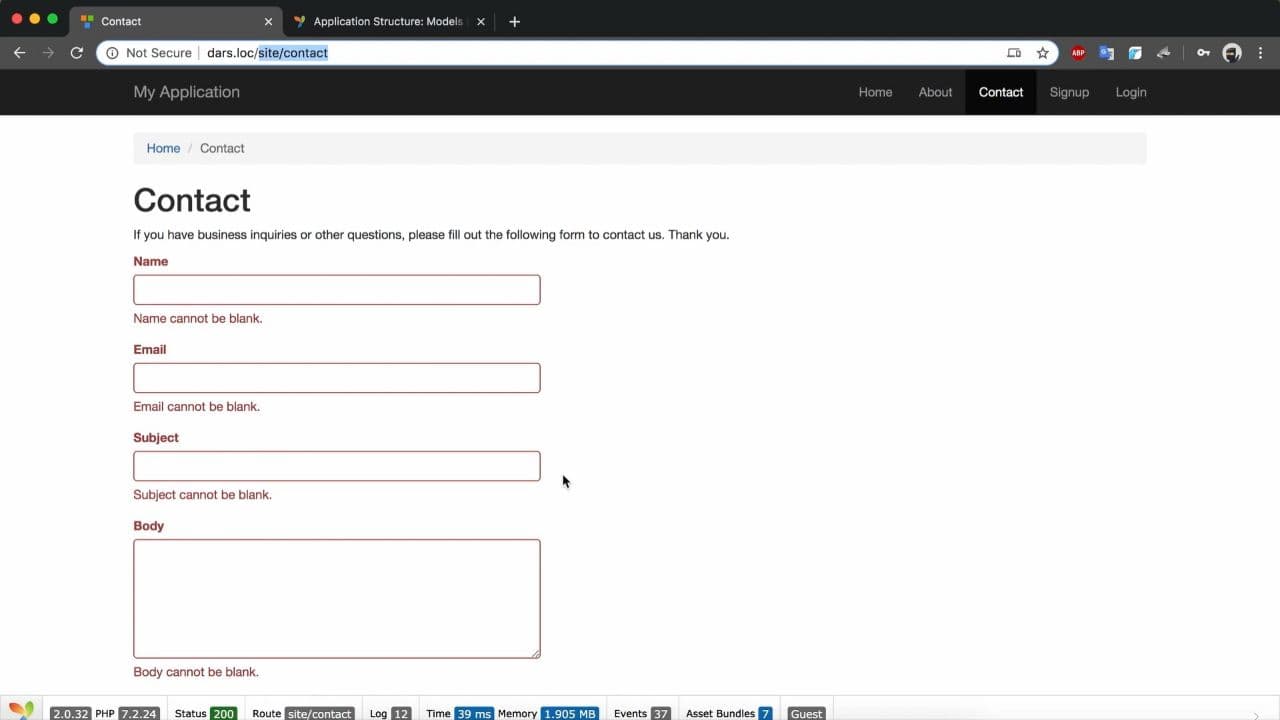 Contact
Application Structure: Models
Not Secure dars.loc/site/contact
ABP
My Application Home About Contact Signup Login
Home / Contact
Contact
If you have business inquiries or other questions, please fill out the following form to contact us. Thank you.
Name
Name cannot be blank.
Email
Email cannot be blank.
Subject
Subject cannot be blank.
Body
Body cannot be blank.
2.0.32 PHP 7.2.24 Status 200 Route site/contact Log 12 Time 39 ms Memory 1.905 MB Events 37 Asset Bundles 7 Guest